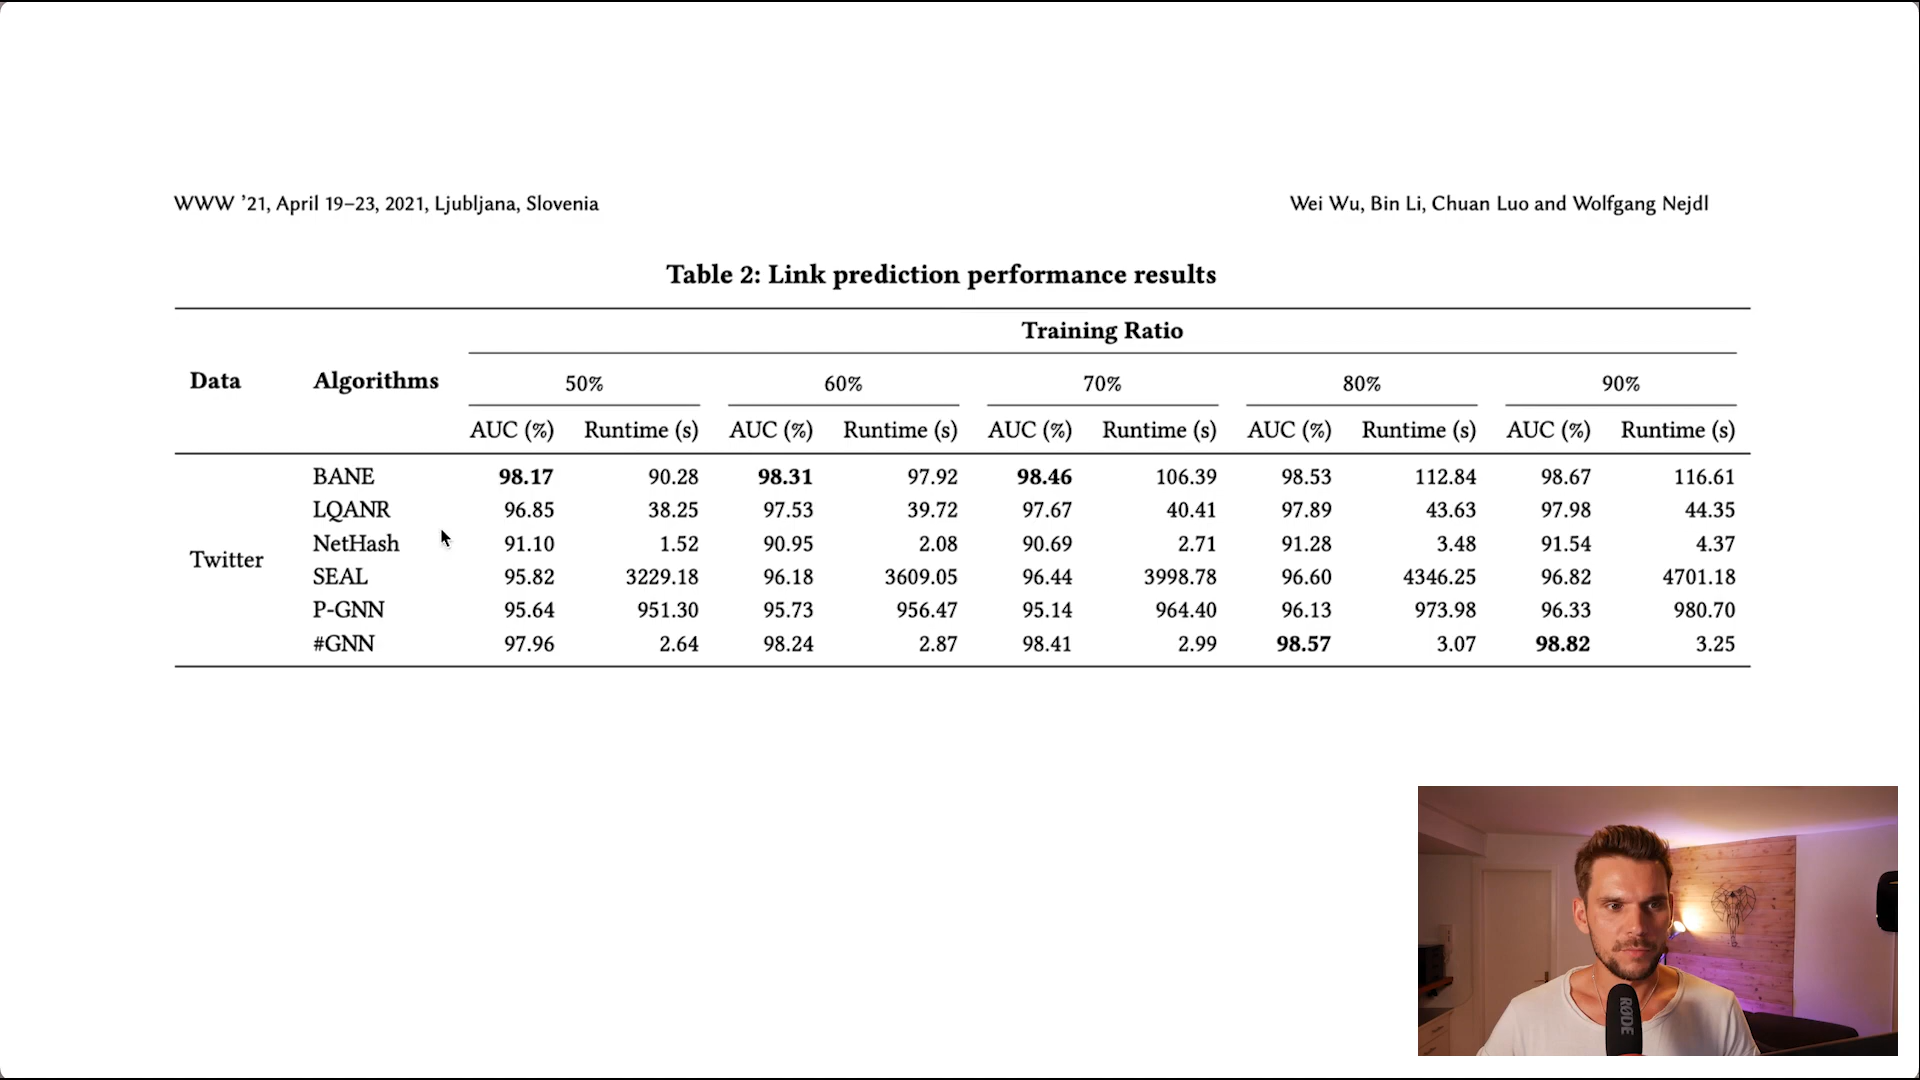 WWW ’21, April 19–23, 2021, Ljubljana, Slovenia Wei Wu, Bin Li, Chuan Luo and Wolfgang Nejdl
Table 2: Link prediction performance results
Training Ratio
Data Algorithms 50% 60% 70% 80% 90%
AUC (%) Runtime (s) AUC (%) Runtime (s) AUC (%) Runtime (s) AUC (%) Runtime (s) AUC (%) Runtime (s)
BANE 98.17 90.28 98.31 97.92 98.46 106.39 98.53 112.84 98.67 116.61
LQANR 96.85 38.25 97.53 39.72 97.67 40.41 97.89 43.63 97.98 44.35
NetHash 91.10 1.52 90.95 2.08 90.69 2.71 91.28 3.48 91.54 4.37
Twitter
SEAL 95.82 3229.18 96.18 3609.05 96.44 3998.78 96.60 4346.25 96.82 4701.18
P-GNN 95.64 951.30 95.73 956.47 95.14 964.40 96.13 973.98 96.33 980.70
#GNN 97.96 2.64 98.24 2.87 98.41 2.99 98.57 3.07 98.82 3.25
RØDE